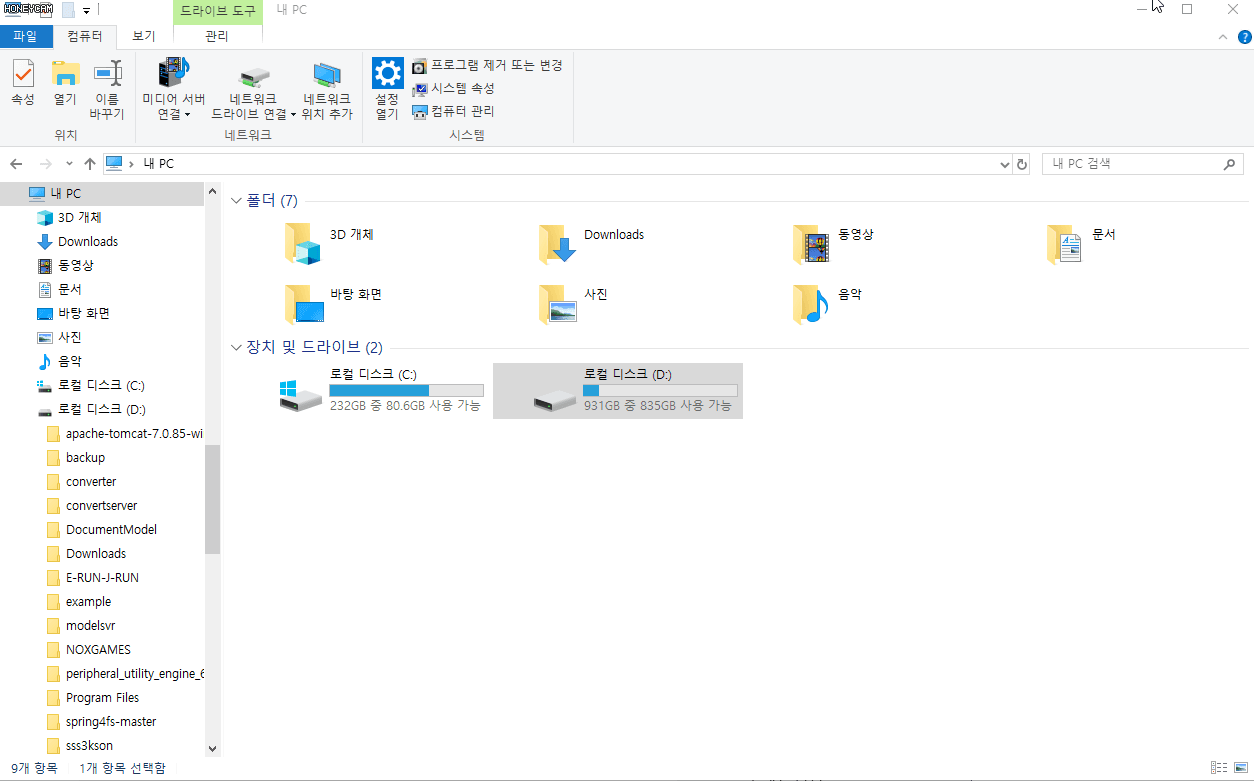 HONEYCAM
드라이브 도구
내 PC
파일
컴퓨터
보기
관리
속성
열기
이름
바꾸기
위치
미디어 서버
연결
네트워크
드라이브 연결
네트워크
위치 추가
네트워크
설정
열기
프로그램 제거 또는 변경
시스템 속성
컴퓨터 관리
시스템
내 PC
내 PC 검색
내 PC
3D 개체
Downloads
동영상
문서
바탕 화면
사진
음악
로컬 디스크 (C:)
로컬 디스크 (D:)
apache-tomcat-7.0.85-wi
backup
converter
convertserver
DocumentModel
Downloads
E-RUN-J-RUN
example
modelsvr
NOXGAMES
peripheral_utility_engine_6
Program Files
spring4fs-master
sss3kson
폴더 (7)
3D 개체
Downloads
동영상
문서
바탕 화면
사진
음악
장치 및 드라이브 (2)
로컬 디스크 (C:)
232GB 중 80.6GB 사용 가능
로컬 디스크 (D:)
931GB 중 835GB 사용 가능
9개 항목
1개 항목 선택함